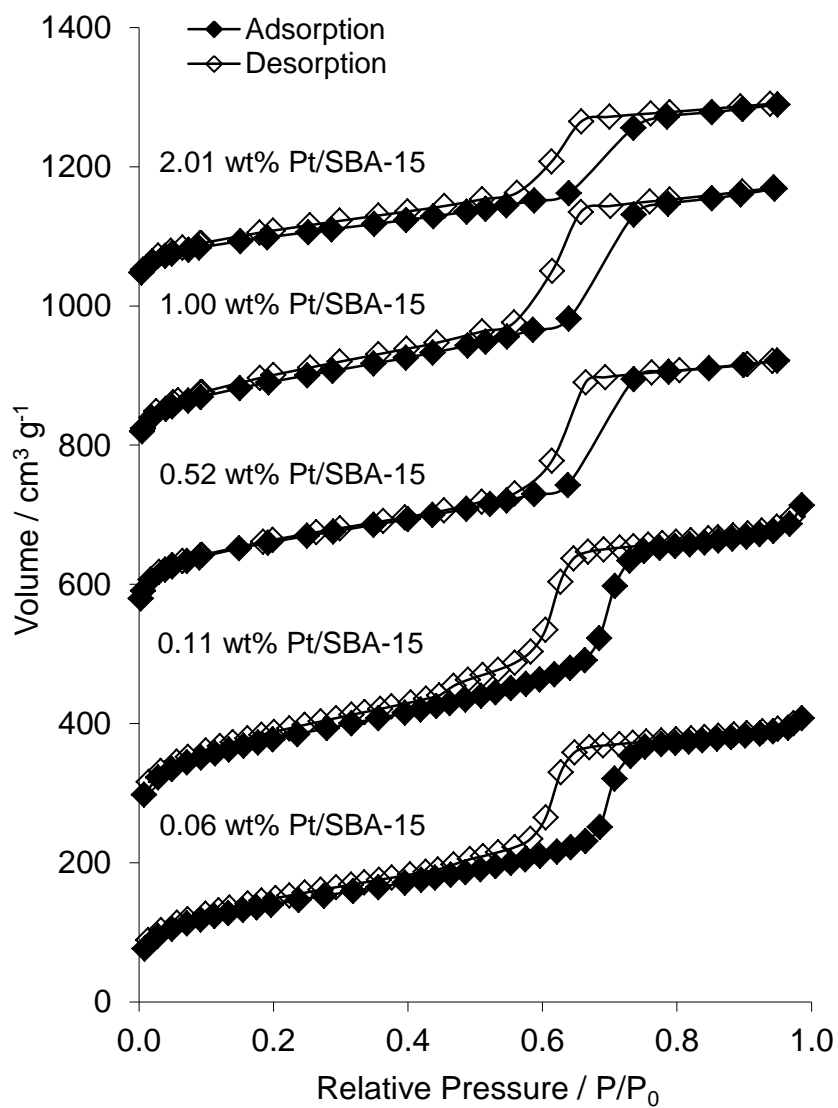 1400
Adsorption
Desorption
1200
2.01 wt% Pt/SBA-15
1000
1.00 wt% Pt/SBA-15
800
0.52 wt% Pt/SBA-15
600
0.11 wt% Pt/SBA-15
400
0.06 wt% Pt/SBA-15
200
0
Volume / cm³ g⁻¹
0.0 0.2 0.4 0.6 0.8 1.0
Relative Pressure / P/P₀